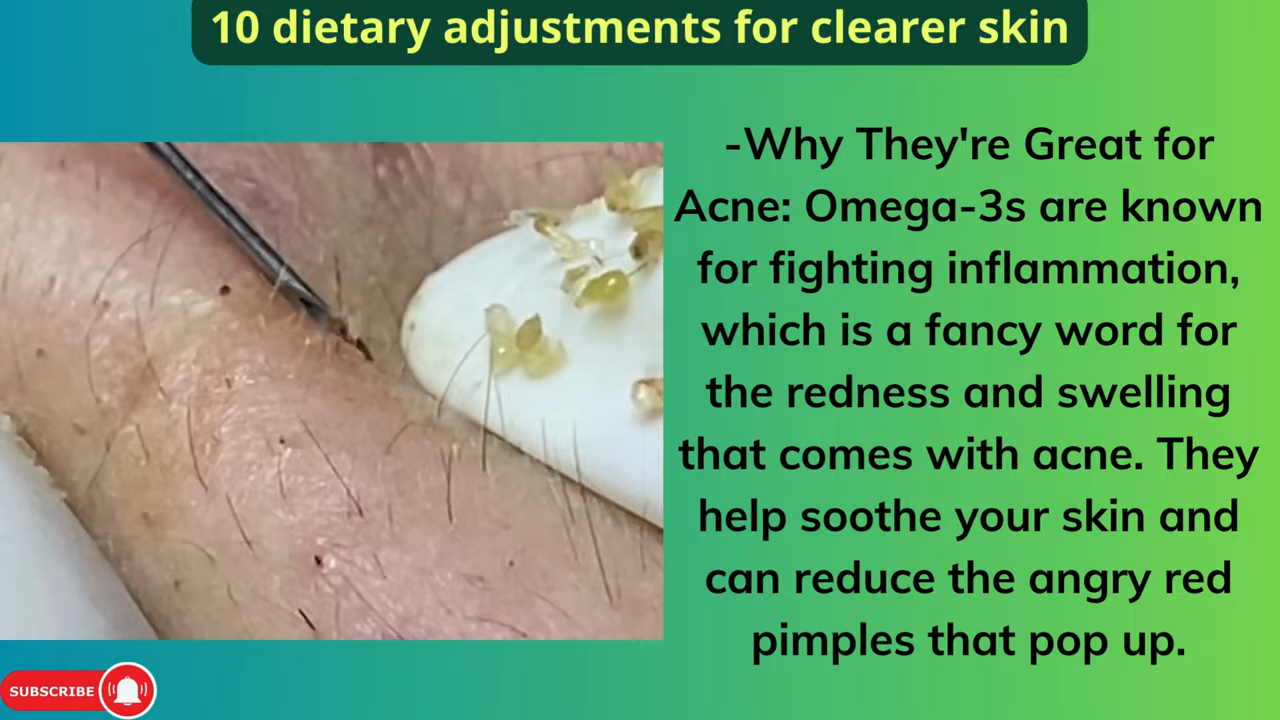 10 dietary adjustments for clearer skin
-Why They're Great for
Acne: Omega-3s are known
for fighting inflammation,
which is a fancy word for
the redness and swelling
that comes with acne. They
help soothe your skin and
can reduce the angry red
pimples that pop up.
SUBSCRIBE